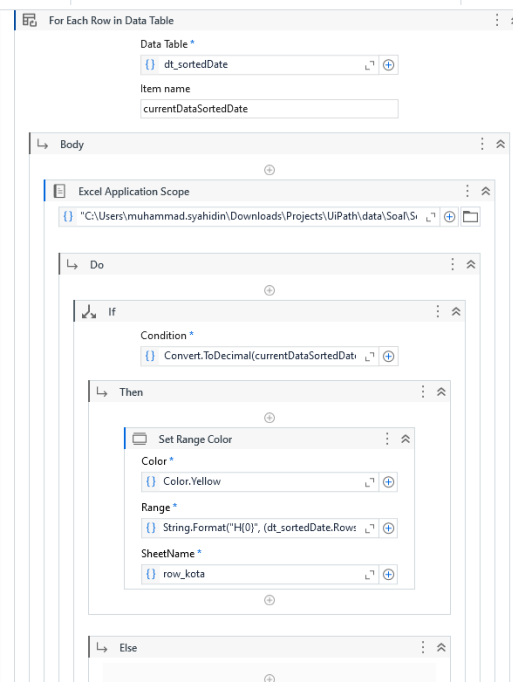 For Each Row in Data Table
Data Table *
{} dt_sortedDate
Item name
currentDataSortedDate
Body
Excel Application Scope
{} "C:\Users\muhammad.syahidin\Downloads\Projects\UiPath\data\Soal\S
Do
If
Condition *
{} Convert.ToDecimal(currentDataSortedDat
Then
Set Range Color
Color *
{} Color.Yellow
Range *
{} String.Format("H{0}", (dt_sortedDate.Rows
SheetName *
{} row_kota
Else